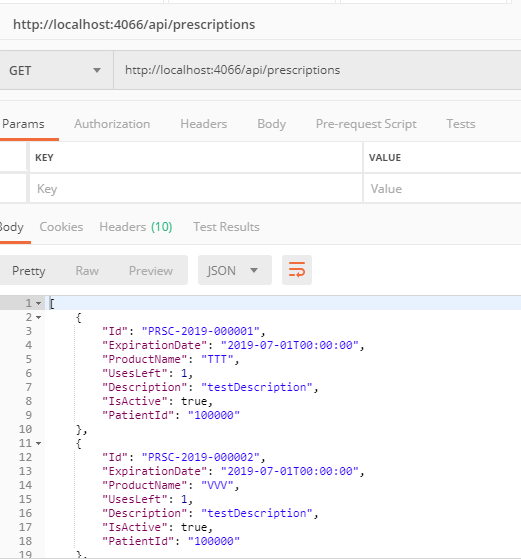 http://localhost:4066/api/prescriptions
GET http://localhost:4066/api/prescriptions
Params Authorization Headers Body Pre-request Script Tests
KEY VALUE
Key Value
Body Cookies Headers (10) Test Results
Pretty Raw Preview JSON
1 [
2 {
3 "Id": "PRSC-2019-000001",
4 "ExpirationDate": "2019-07-01T00:00:00",
5 "ProductName": "TTT",
6 "UsesLeft": 1,
7 "Description": "testDescription",
8 "IsActive": true,
9 "PatientId": "100000"
10 },
11 {
12 "Id": "PRSC-2019-000002",
13 "ExpirationDate": "2019-07-01T00:00:00",
14 "ProductName": "VVV",
15 "UsesLeft": 1,
16 "Description": "testDescription",
17 "IsActive": true,
18 "PatientId": "100000"
19 },